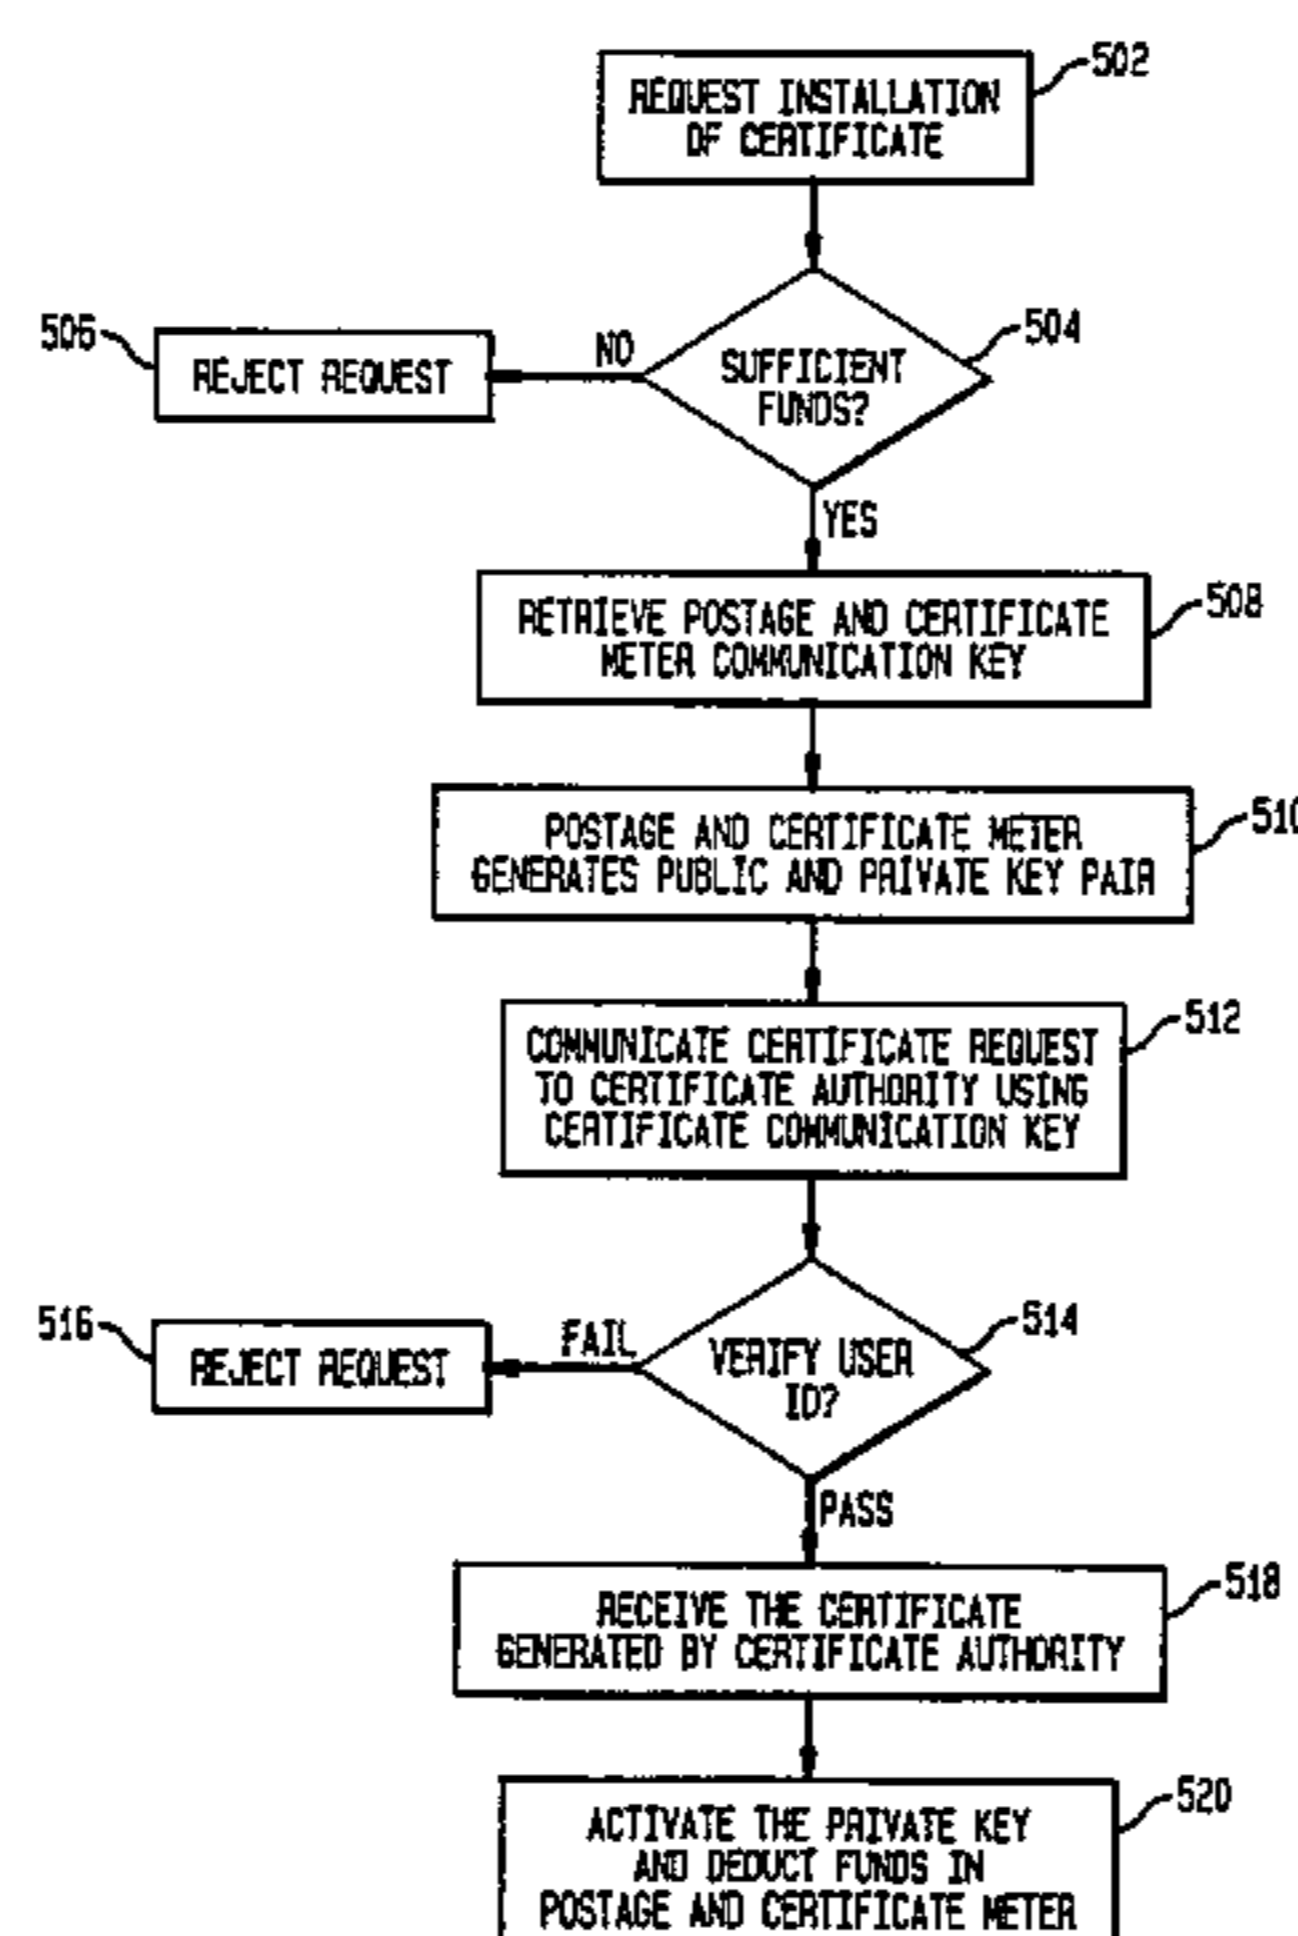 502
REQUEST INSTALLATION
OF CERTIFICATE
504
SUFFICIENT
FUNDS?
NO
506
REJECT REQUEST
YES
508
RETRIEVE POSTAGE AND CERTIFICATE
METER COMMUNICATION KEY
510
POSTAGE AND CERTIFICATE METER
GENERATES PUBLIC AND PRIVATE KEY PAIR
512
COMMUNICATE CERTIFICATE REQUEST
TO CERTIFICATE AUTHORITY USING
CERTIFICATE COMMUNICATION KEY
514
VERIFY USER
ID?
FAIL
516
REJECT REQUEST
PASS
518
RECEIVE THE CERTIFICATE
GENERATED BY CERTIFICATE AUTHORITY
520
ACTIVATE THE PRIVATE KEY
AND DEDUCT FUNDS IN
POSTAGE AND CERTIFICATE METER